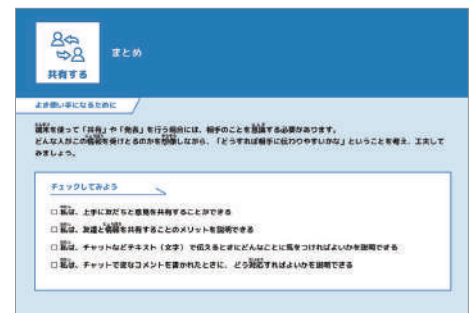 共有する
まとめ
よき使い手になるために
端末を使って「共有」や「発表」を行う場合には、相手のことを意識する必要があります。
どんな人がこの情報を受けとるのかを想像しながら、「どうすれば相手に伝わりやすいかな」ということを考え、工夫して
みましょう。
チェックしてみよう
□私は、上手に友だちと意見を共有することができる
□私は、友達と情報を共有することのメリットを説明できる
□私は、チャットなどテキスト（文字）で伝えるときにどんなことに気をつければよいかを説明できる
□私は、チャットで変なコメントを書かれたときに、どう対応すればよいかを説明できる